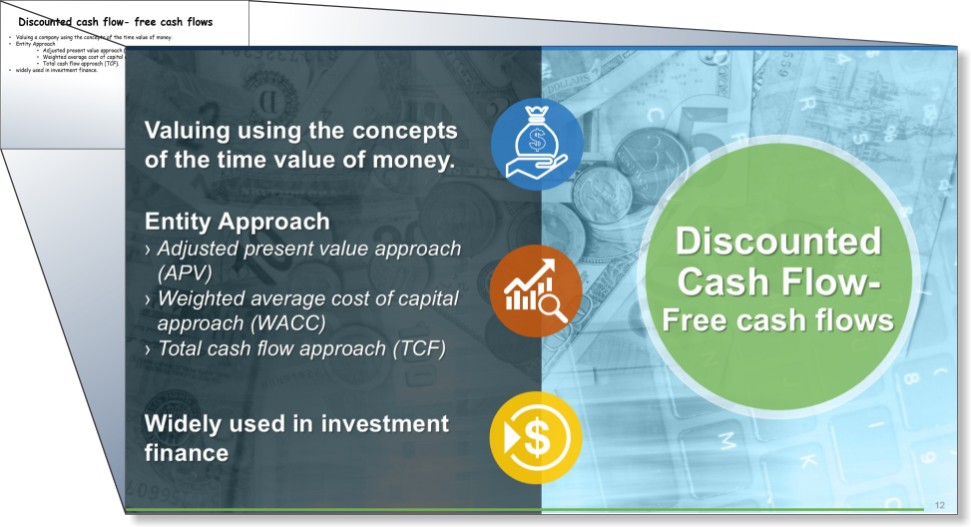 Discounted cash flow- free cash flows
• Valuing a company using the concepts of the time value of money.
• Entity Approach
• Adjusted present value approach
• Weighted average cost of capital
• Total cash flow approach (TCF).
• widely used in investment finance.
Valuing using the concepts
of the time value of money.
Entity Approach
› Adjusted present value approach
(APV)
› Weighted average cost of capital
approach (WACC)
› Total cash flow approach (TCF)
Widely used in investment
finance
Discounted
Cash Flow-
Free cash flows
12